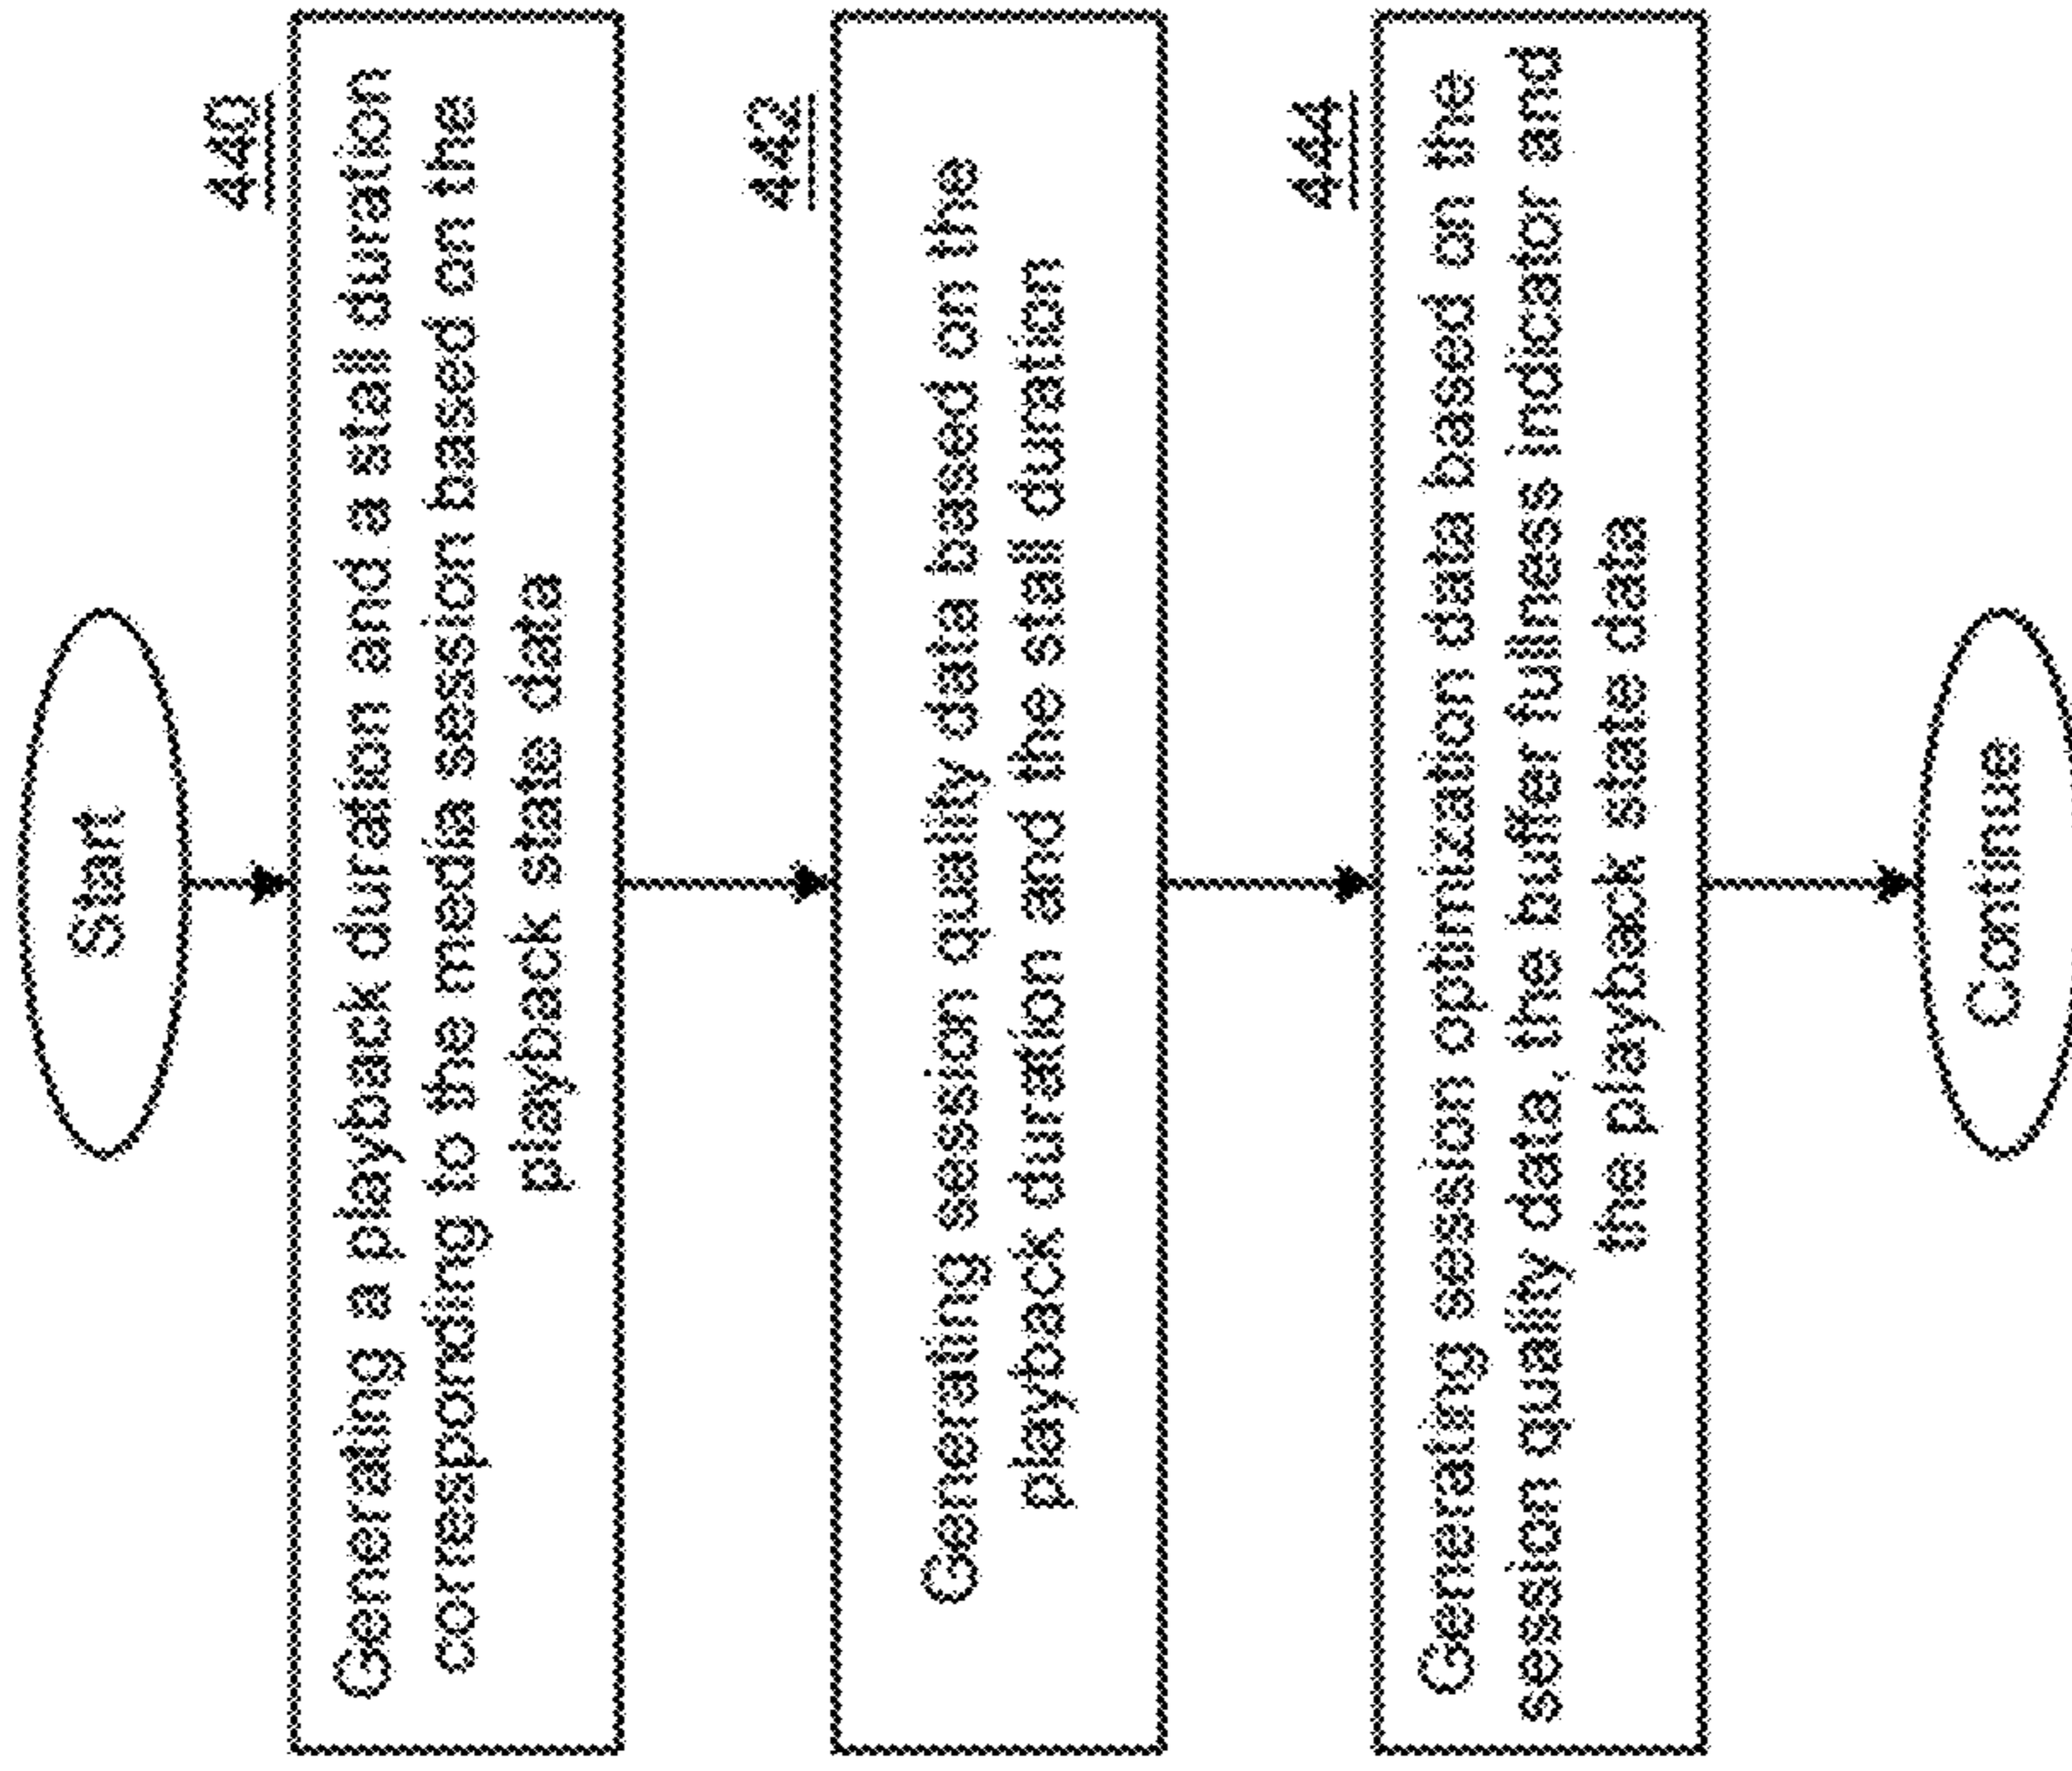 Start
440
Generating a playback duration and a stall duration
corresponding to the media session based on the
playback state data
442
Generating session quality data based on the
playback duration and the stall duration
444
Generating session optimization data based on the
session quality data, the buffer fullness indicator and
the playback state data
Continue